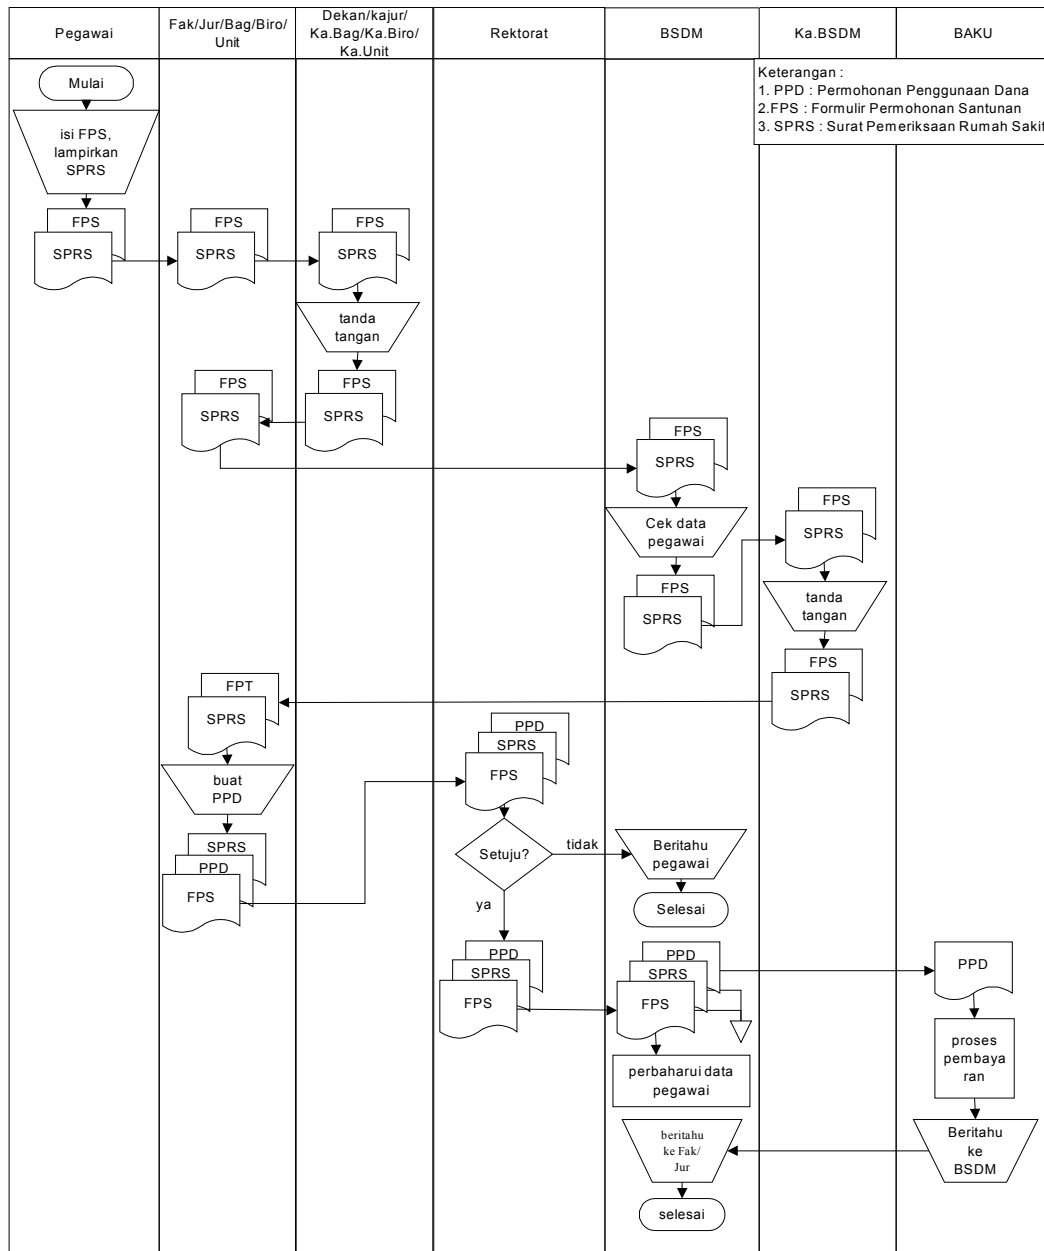 Pegawai
Fak/Jur/Bag/Biro/
Unit
Dekan/kajur/
Ka.Bag/Ka.Biro/
Ka.Unit
Rektorat
BSDM
Ka.BSDM
BAKU
Keterangan :
1. PPD : Permohonan Penggunaan Dana
2.FPS : Formulir Permohonan Santunan
3. SPRS : Surat Pemeriksaan Rumah Sakit
Mulai
isi FPS,
lampirkan
SPRS
FPS
SPRS
FPS
SPRS
FPS
SPRS
tanda
tangan
FPS
SPRS
FPS
SPRS
FPS
SPRS
Cek data
pegawai
FPS
SPRS
FPS
SPRS
tanda
tangan
FPS
SPRS
FPT
SPRS
buat
PPD
SPRS
PPD
FPS
PPD
SPRS
FPS
Setuju?
tidak
Beritahu
pegawai
Selesai
ya
PPD
SPRS
FPS
PPD
SPRS
FPS
PPD
perbaharui data
pegawai
proses
pembaya
ran
Beritahu
ke
BSDM
beritahu
ke Fak/
Jur
selesai